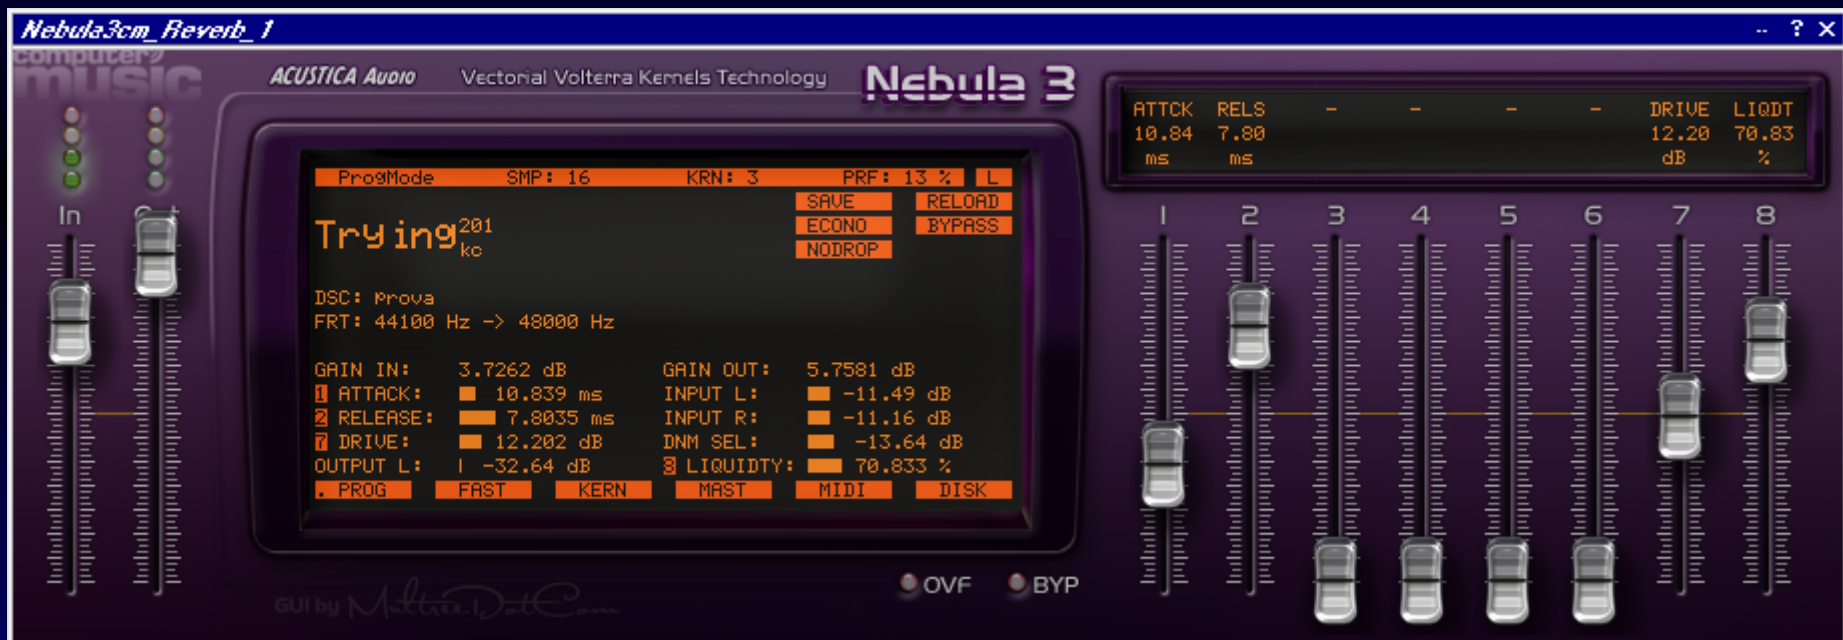 Nebula3cm_Reverb_1
-- ? X
computer
music
ACUSTICA AUDIO Vectorial Volterra Kernels Technology Nebula 3
ATTCK RELS - - - - DRIVE LIQDT
10.84 7.80 12.20 70.83
ms ms dB %
ProgMode SMP: 16 KRN: 3 PRF: 13 % L
SAVE RELOAD
Trying 201 ECONO BYPASS
kc NODROP
DSC: Prova
FRT: 44100 Hz -> 48000 Hz
GAIN IN: 3.7262 dB GAIN OUT: 5.7581 dB
1 ATTACK: 10.839 ms INPUT L: -11.49 dB
2 RELEASE: 7.8035 ms INPUT R: -11.16 dB
7 DRIVE: 12.202 dB DNM SEL: -13.64 dB
OUTPUT L: -32.64 dB 8 LIQUIDTY: 70.833 %
. PROG FAST KERN MAST MIDI DISK
In Out
1 2 3 4 5 6 7 8
OVF BYP
GUI by MultreeDotCom